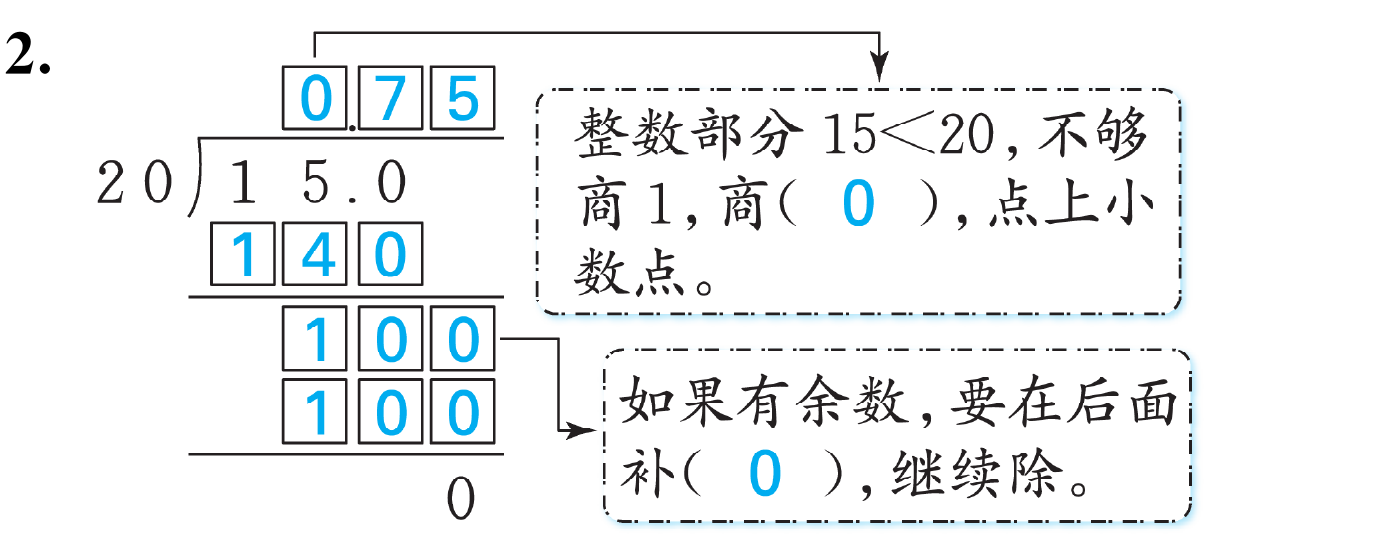 2.
0.75
20)15.0
140
100
100
0
整数部分 15<20,不够
商 1,商( 0 ),点上小
数点。
如果有余数,要在后面
补( 0 ),继续除。